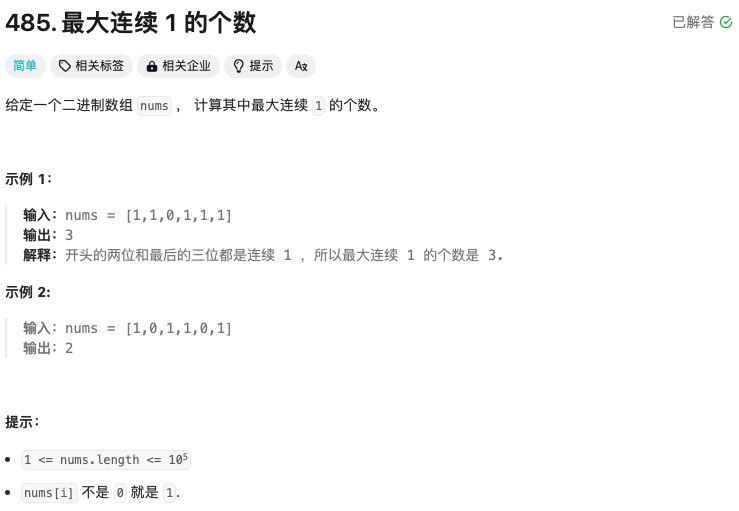 485. 最大连续 1 的个数
已解答
简单 相关标签 相关企业 提示 Ax
给定一个二进制数组 nums ， 计算其中最大连续 1 的个数。
示例 1：
输入：nums = [1,1,0,1,1,1]
输出：3
解释：开头的两位和最后的三位都是连续 1 ，所以最大连续 1 的个数是 3.
示例 2:
输入：nums = [1,0,1,1,0,1]
输出：2
提示：
1 <= nums.length <= 10⁵
nums[i] 不是 0 就是 1.